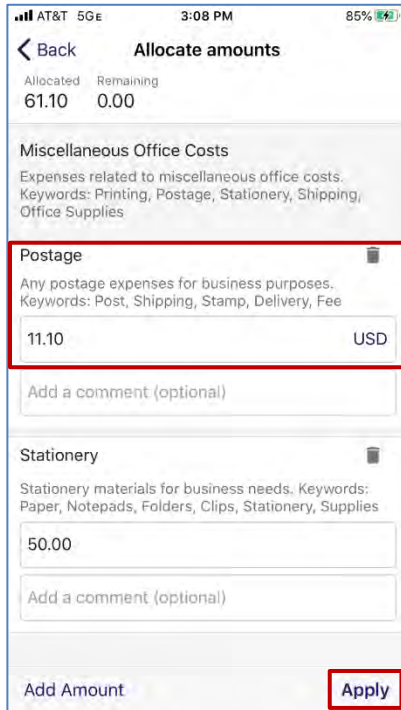 AT&T 5GE 3:08 PM 85%
Back Allocate amounts
Allocated Remaining
61.10 0.00
Miscellaneous Office Costs
Expenses related to miscellaneous office costs.
Keywords: Printing, Postage, Stationery, Shipping,
Office Supplies
Postage
Any postage expenses for business purposes.
Keywords: Post, Shipping, Stamp, Delivery, Fee
11.10 USD
Add a comment (optional)
Stationery
Stationery materials for business needs. Keywords:
Paper, Notepads, Folders, Clips, Stationery, Supplies
50.00
Add a comment (optional)
Add Amount Apply